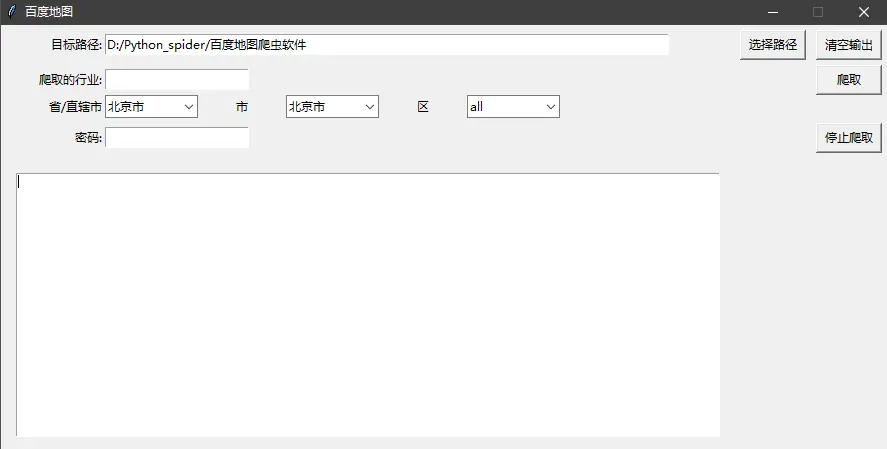 百度地图
目标路径: D:/Python_spider/百度地图爬虫软件 选择路径 清空输出
爬取的行业: 爬取
省/直辖市 北京市 市 北京市 区 all
密码: 停止爬取